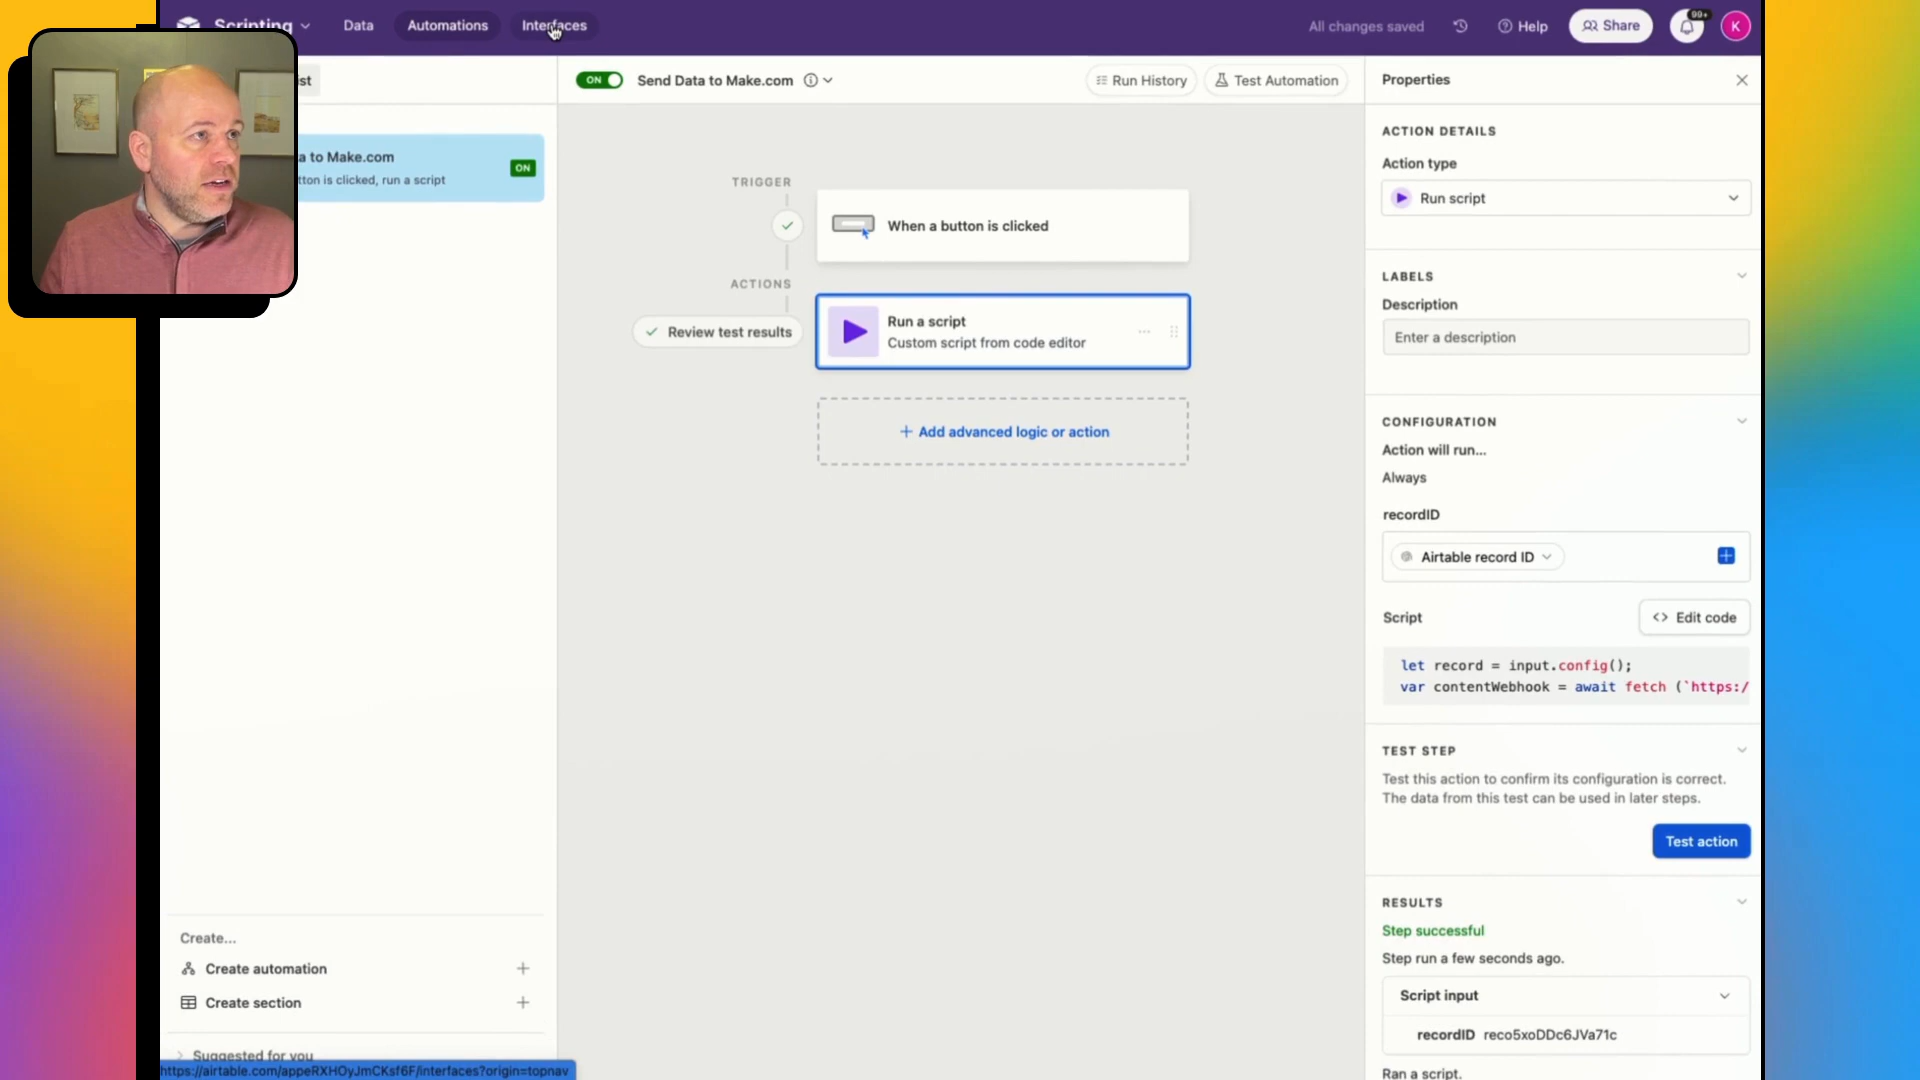 Scripting
Data
Automations
Interfaces
All changes saved
Help
Share
99+
K
ist
ON
Send Data to Make.com
Run History
Test Automation
Properties
a to Make.com
tton is clicked, run a script
ON
TRIGGER
When a button is clicked
ACTIONS
Review test results
Run a script
Custom script from code editor
+ Add advanced logic or action
ACTION DETAILS
Action type
Run script
LABELS
Description
Enter a description
CONFIGURATION
Action will run...
Always
recordID
Airtable record ID
Script
<> Edit code
let record = input.config();
var contentWebhook = await fetch (`https:/
TEST STEP
Test this action to confirm its configuration is correct.
The data from this test can be used in later steps.
Test action
RESULTS
Step successful
Step run a few seconds ago.
Script input
recordID reco5xoDDc6JVa71c
Ran a script.
Create...
Create automation
Create section
Suggested for you
https://airtable.com/appeRXHOyJmCKsf6F/interfaces?origin=topnav